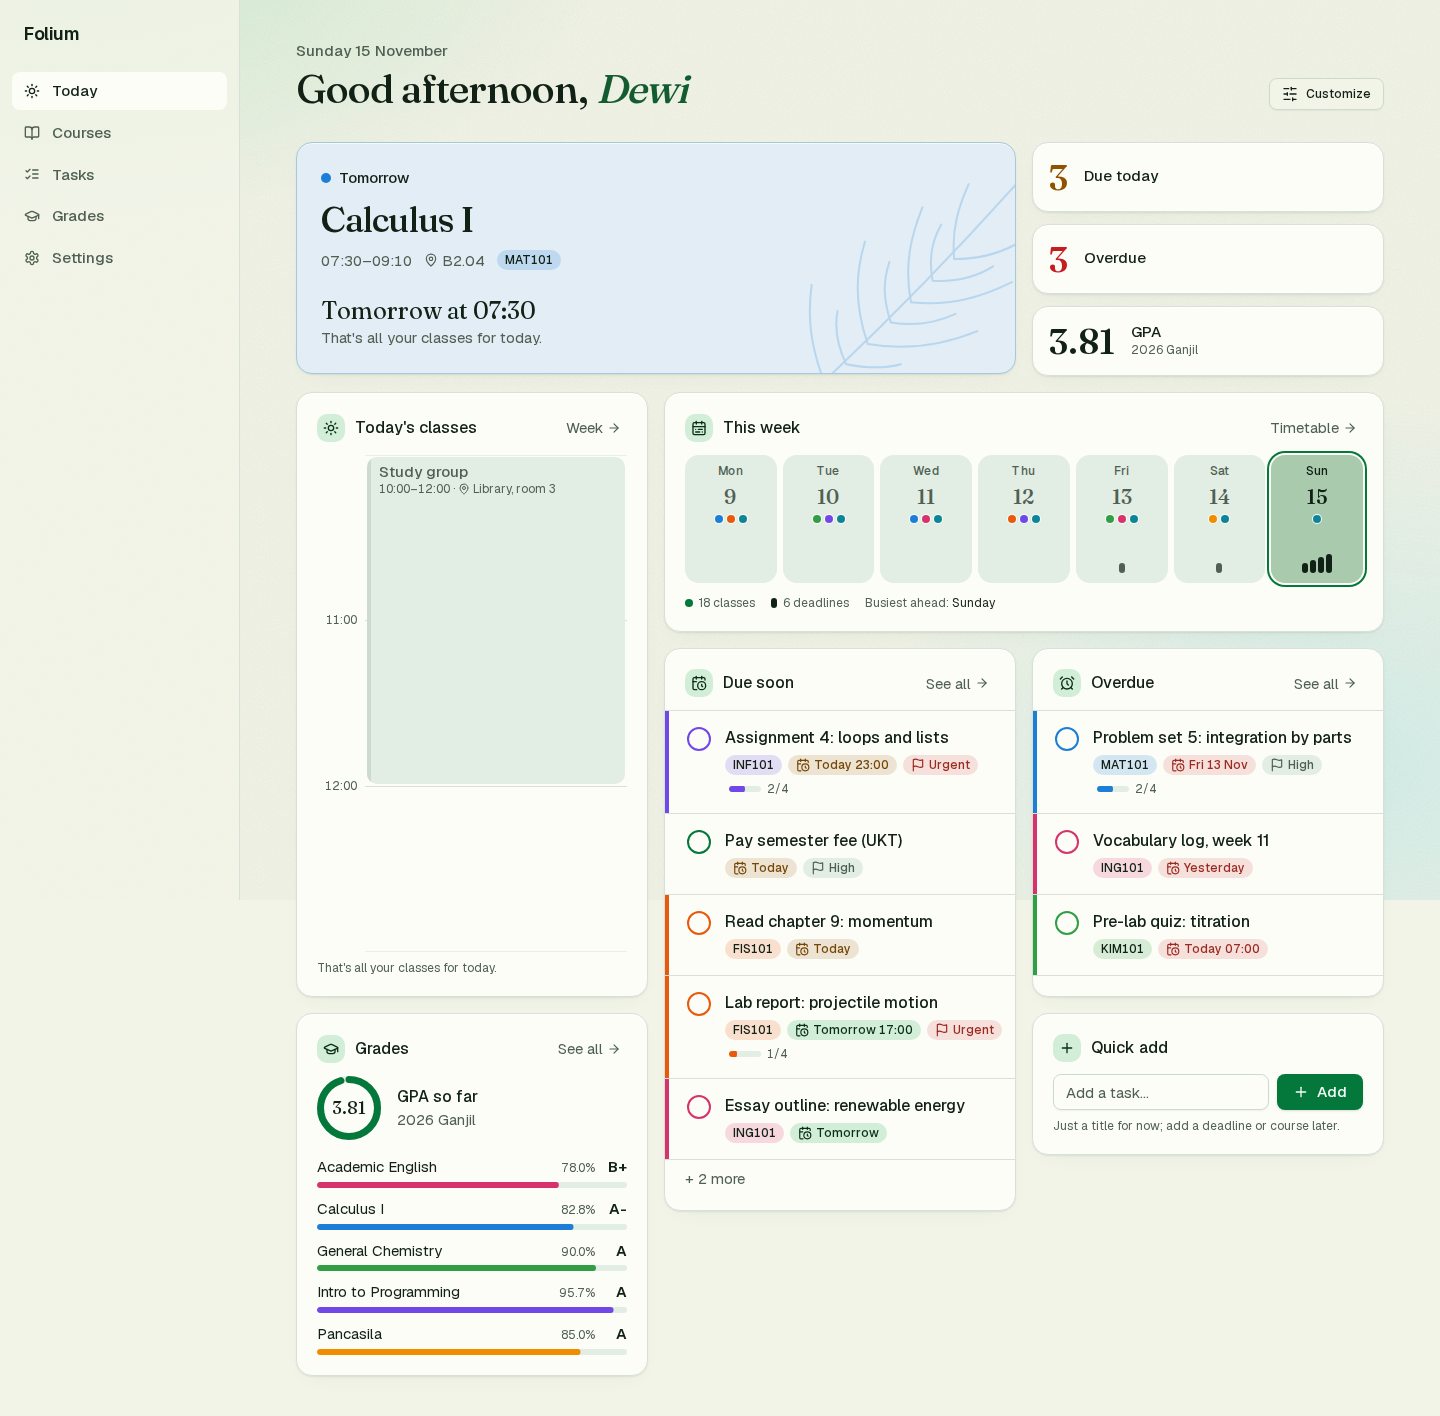 Folium
Today
Courses
Tasks
Grades
Settings
Sunday 15 November
Good afternoon, Dewi
Customize
Tomorrow
Calculus I
07:30–09:10 B2.04 MAT101
Tomorrow at 07:30
That's all your classes for today.
3 Due today
3 Overdue
3.81 GPA
2026 Ganjil
Today's classes Week →
Study group
10:00–12:00 · Library, room 3
11:00
12:00
That's all your classes for today.
This week Timetable →
Mon Tue Wed Thu Fri Sat Sun
9 10 11 12 13 14 15
18 classes 6 deadlines Busiest ahead: Sunday
Due soon See all →
Assignment 4: loops and lists
INF101 Today 23:00 Urgent
2/4
Pay semester fee (UKT)
Today High
Read chapter 9: momentum
FIS101 Today
Lab report: projectile motion
FIS101 Tomorrow 17:00 Urgent
1/4
Essay outline: renewable energy
ING101 Tomorrow
+ 2 more
Overdue See all →
Problem set 5: integration by parts
MAT101 Fri 13 Nov High
2/4
Vocabulary log, week 11
ING101 Yesterday
Pre-lab quiz: titration
KIM101 Today 07:00
Quick add
Add a task... + Add
Just a title for now; add a deadline or course later.
Grades See all →
3.81 GPA so far
2026 Ganjil
Academic English 78.0% B+
Calculus I 82.8% A-
General Chemistry 90.0% A
Intro to Programming 95.7% A
Pancasila 85.0% A